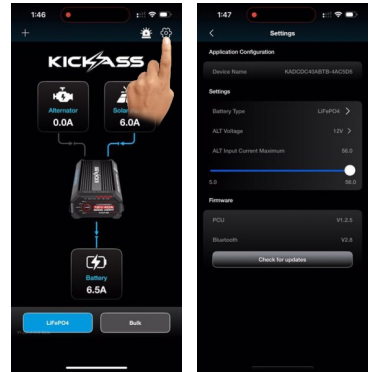 1:46
KICKASS
Alternator
0.0A
Solar
6.0A
Battery
6.5A
LiFePO4
Bulk
1:47
Settings
Application Configuration
Device Name
KADCDC40ABTB-4AC5D5
Settings
Battery Type
LiFePO4
ALT Voltage
12V
ALT Input Current Maximum
56.0
5.0
56.0
Firmware
PCU
V1.2.5
Bluetooth
V2.6
Check for updates